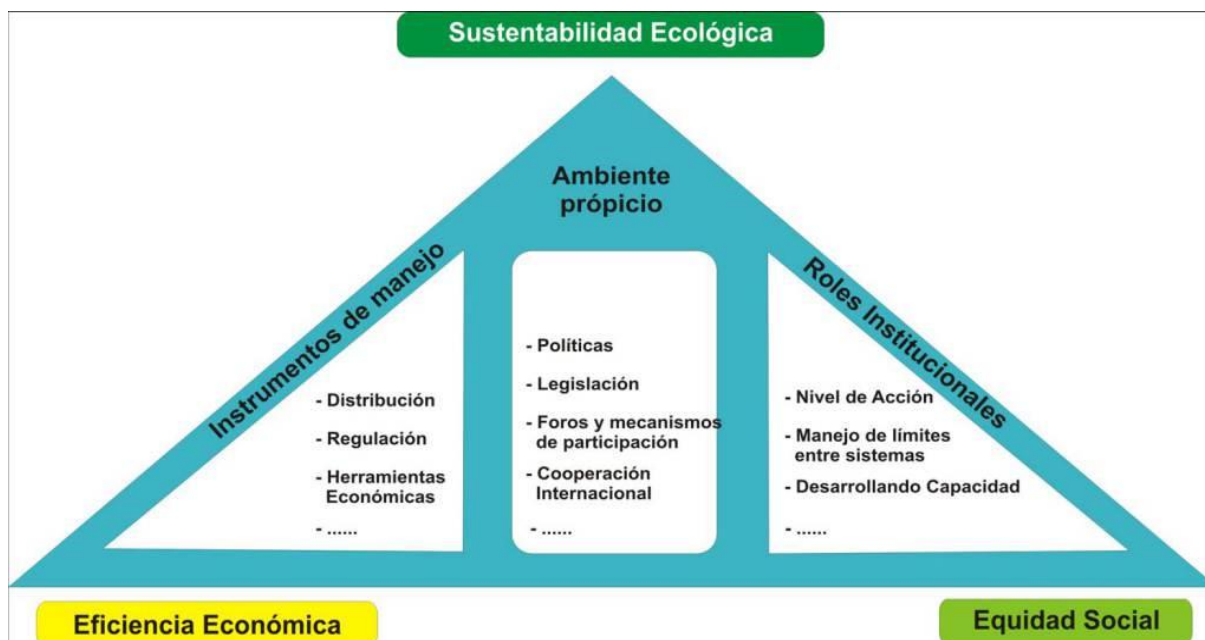 Sustentabilidad Ecológica
Ambiente
própicio
Instrumentos de manejo
- Distribución
- Regulación
- Herramientas
Económicas
- ......
- Políticas
- Legislación
- Foros y mecanismos
de participación
- Cooperación
Internacional
- ......
Roles Institucionales
- Nivel de Acción
- Manejo de límites
entre sistemas
- Desarrollando Capacidad
- ......
Eficiencia Económica
Equidad Social